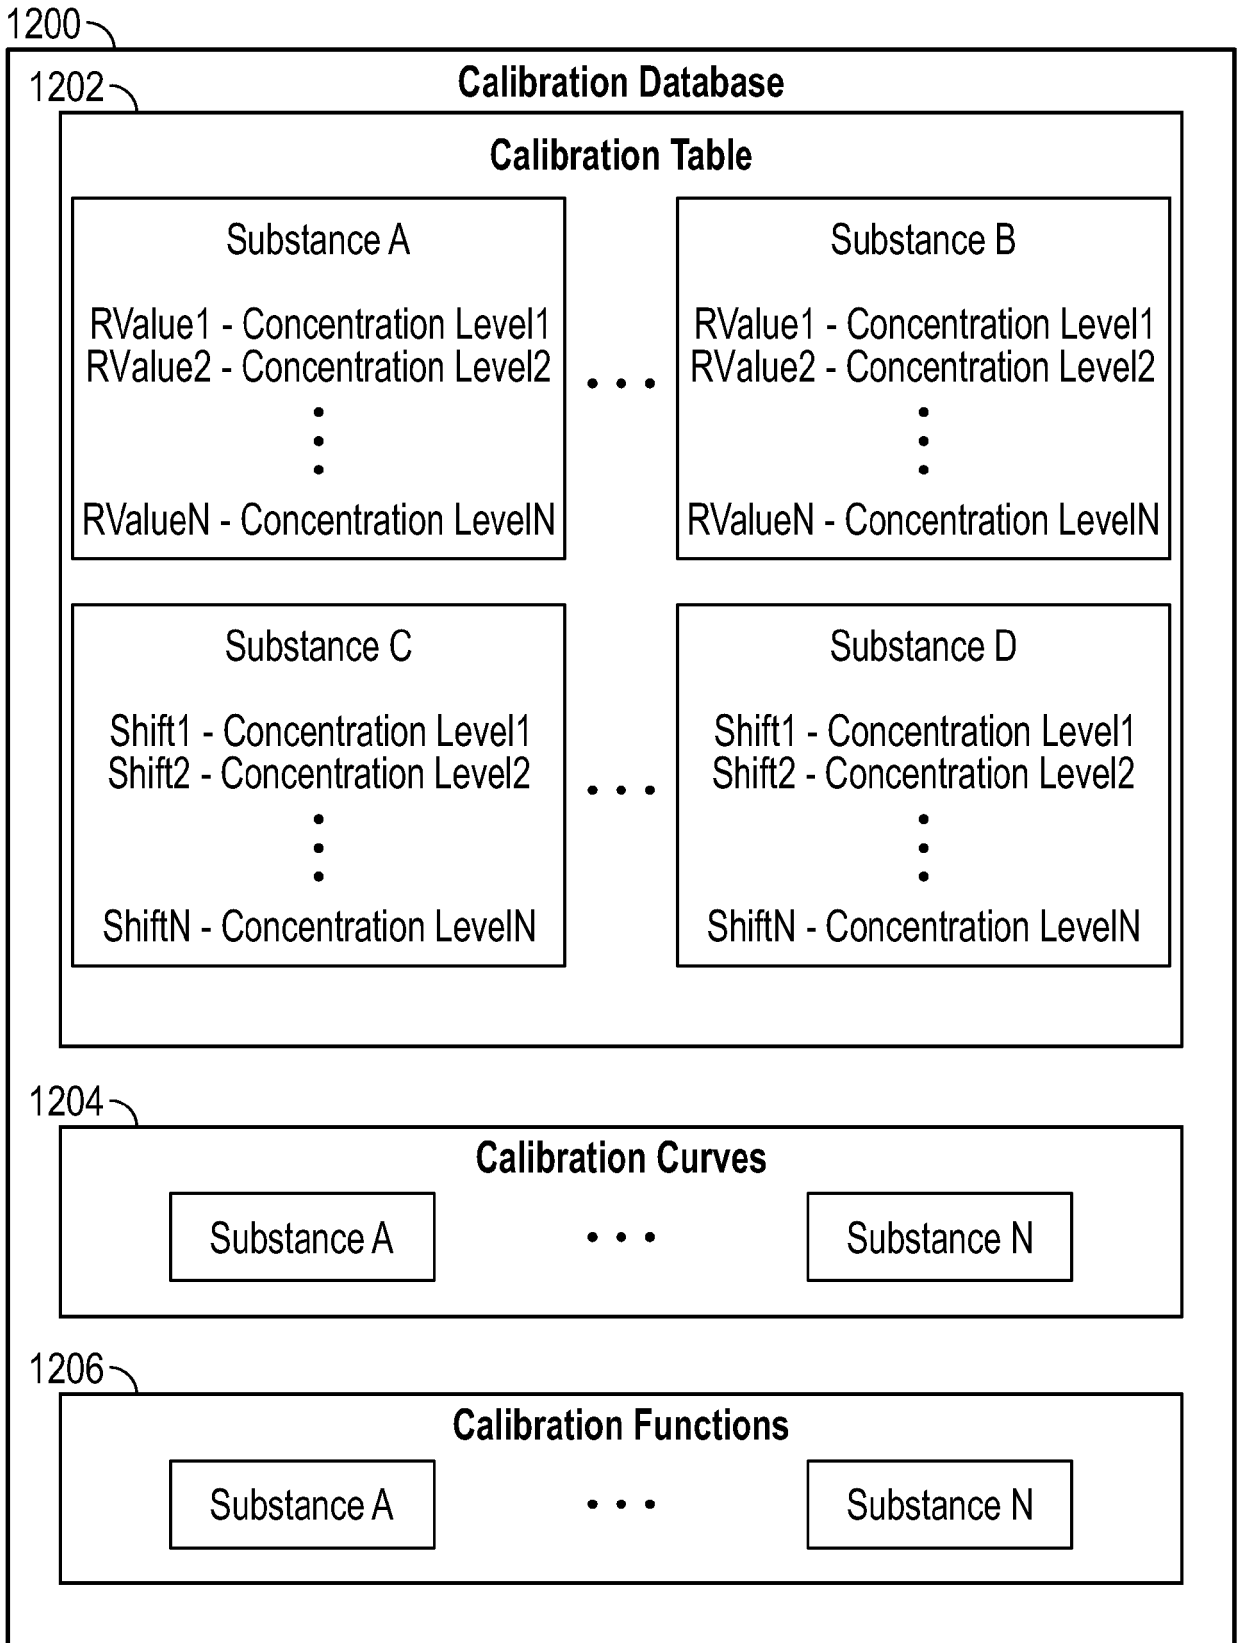 1200
Calibration Database
1202
Calibration Table
Substance A
RValue1 - Concentration Level1
RValue2 - Concentration Level2
RValueN - Concentration LevelN
Substance B
RValue1 - Concentration Level1
RValue2 - Concentration Level2
RValueN - Concentration LevelN
Substance C
Shift1 - Concentration Level1
Shift2 - Concentration Level2
ShiftN - Concentration LevelN
Substance D
Shift1 - Concentration Level1
Shift2 - Concentration Level2
ShiftN - Concentration LevelN
1204
Calibration Curves
Substance A
Substance N
1206
Calibration Functions
Substance A
Substance N